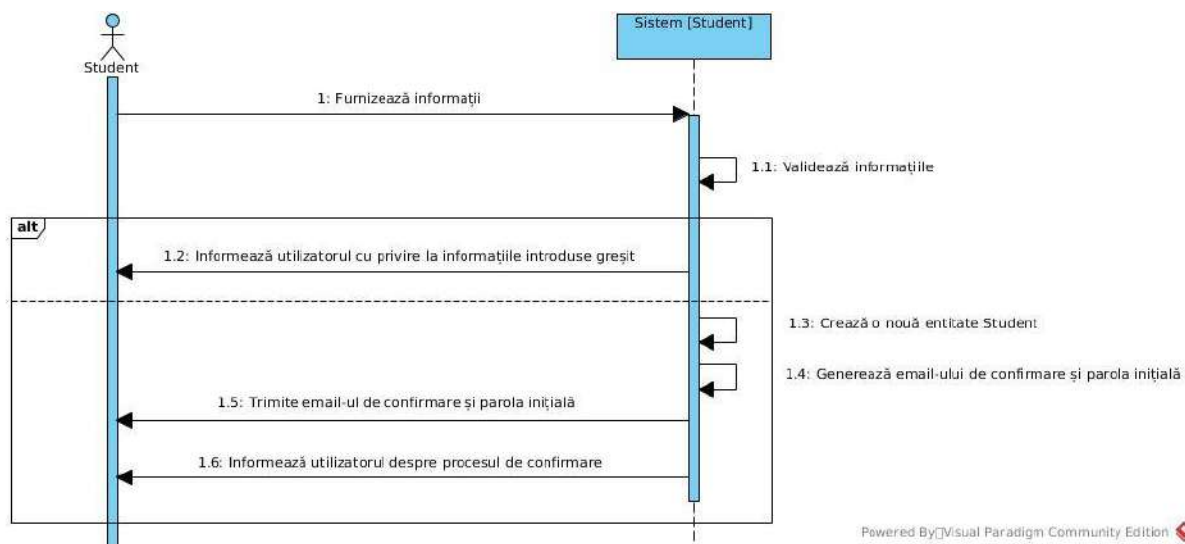 Sistem [Student]
Student
1: Furnizează informații
1.1: Validează informațiile
alt
1.2: Informează utilizatorul cu privire la informațiile introduse greșit
1.3: Crează o nouă entitate Student
1.4: Generează email-ului de confirmare și parola inițială
1.5: Trimite email-ul de confirmare și parola inițială
1.6: Informează utilizatorul despre procesul de confirmare
Powered By Visual Paradigm Community Edition